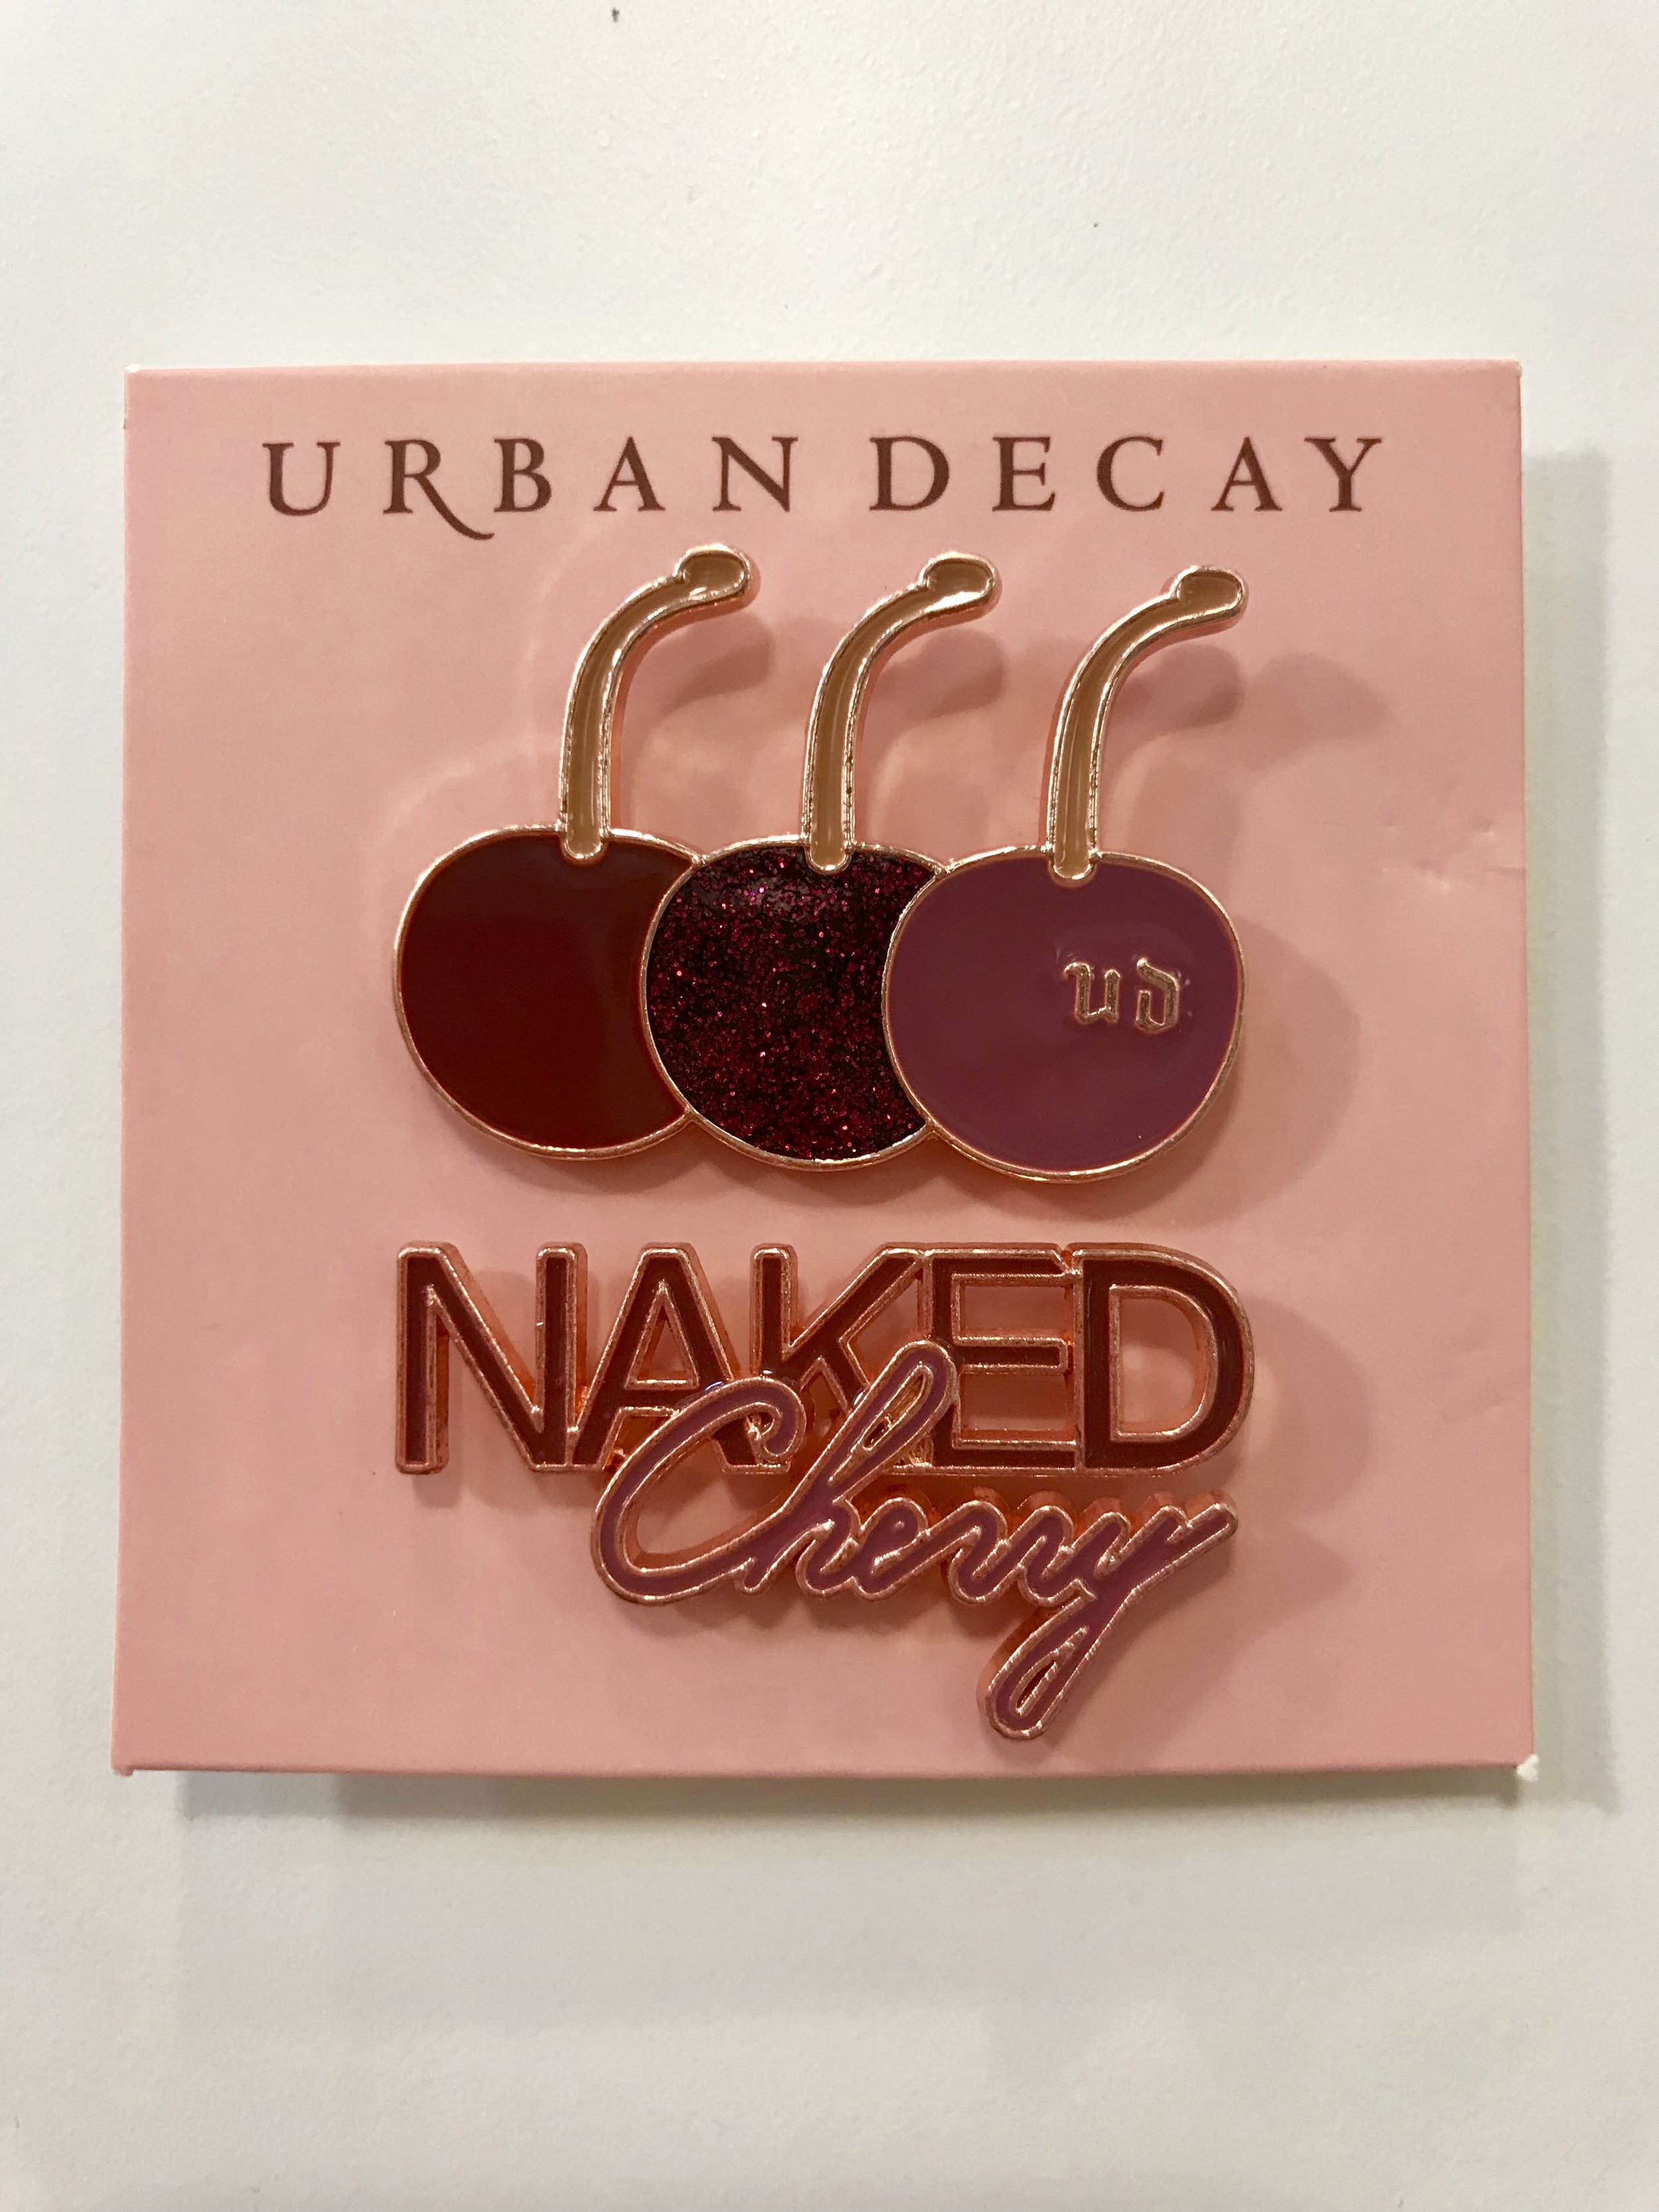 URBAN DECAY
ud
NAKED
Cherry